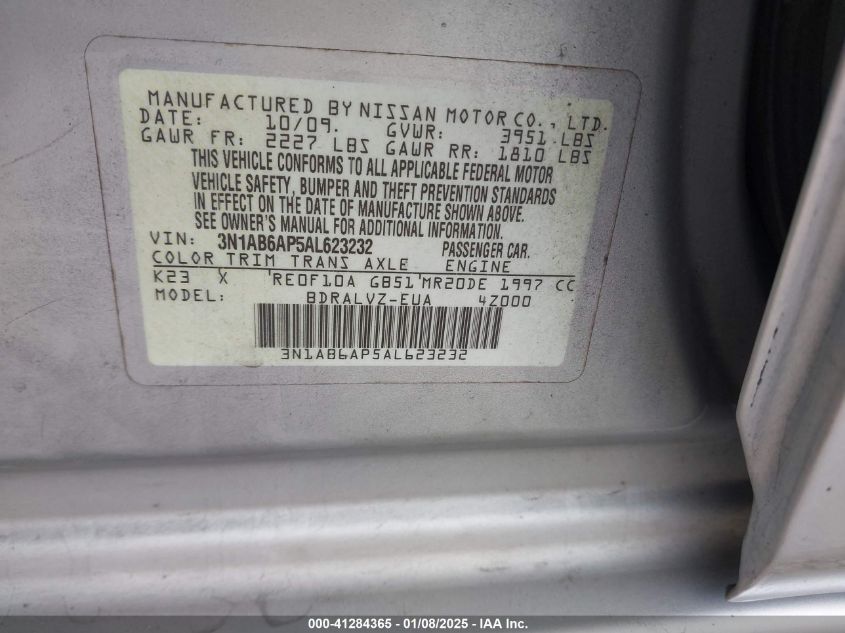 MANUFACTURED BY NISSAN MOTOR CO., LTD.
DATE: 10/09. GVWR: 3951 LBS
GAWR FR: 2227 LBS GAWR RR: 1810 LBS
THIS VEHICLE CONFORMS TO ALL APPLICABLE FEDERAL MOTOR
VEHICLE SAFETY, BUMPER AND THEFT PREVENTION STANDARDS
IN EFFECT ON THE DATE OF MANUFACTURE SHOWN ABOVE.
SEE OWNER'S MANUAL FOR ADDITIONAL INFORMATION.
VIN: 3N1AB6AP5AL623232 PASSENGER CAR.
COLOR TRIM TRANS AXLE ENGINE
K23 X RE0F10A GB51 MR20DE 1997 CC
MODEL: BDRALVZ-EUA 4Z000
3N1AB6AP5AL623232
000-41284365 - 01/08/2025 - IAA Inc.